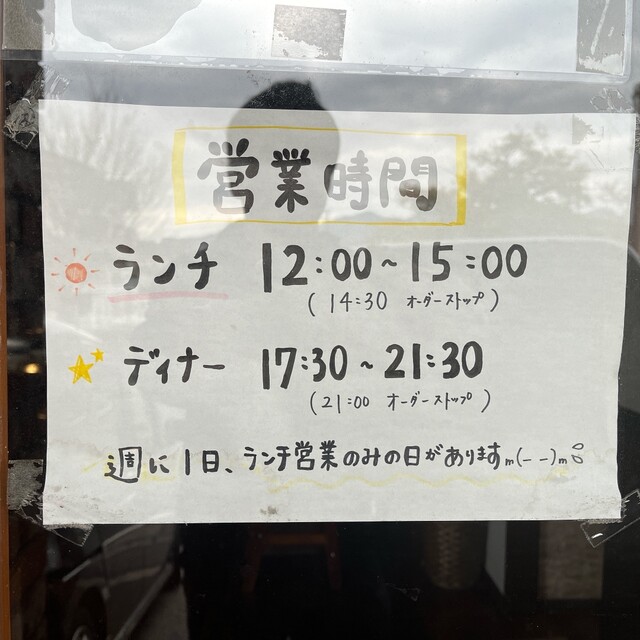 営業時間
ランチ 12:00~15:00
(14:30 オーダーストップ)
ディナー 17:30~21:30
(21:00 オーダーストップ)
週に1日、ランチ営業のみの日がありますm(--)m